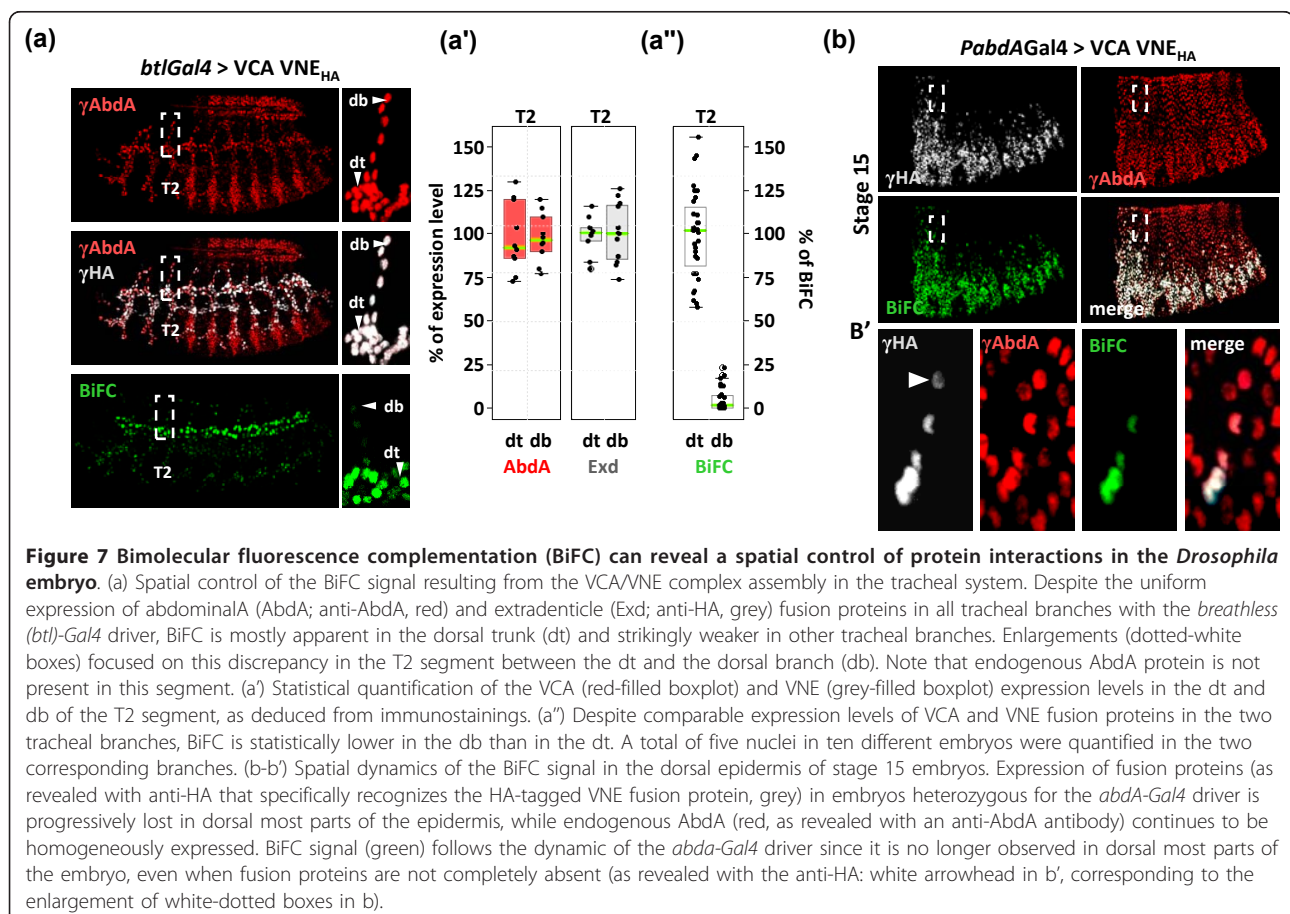 (a)
btlGal4 > VCA VNEHA
γAbdA
db
dt
T2
γAbdA
γHA
db
dt
T2
BiFC
db
dt
T2
(a')
(a'')
T2
T2
T2
% of expression level
150
125
100
75
50
25
0
150
125
100
75
50
25
0
% of BiFC
dt db
dt db
dt db
AbdA
Exd
BiFC
(b)
PabdAGal4 > VCA VNEHA
Stage 15
γHA
γAbdA
BiFC
merge
B'
γHA
γAbdA
BiFC
merge
Figure 7 Bimolecular fluorescence complementation (BiFC) can reveal a spatial control of protein interactions in the Drosophila
embryo. (a) Spatial control of the BiFC signal resulting from the VCA/VNE complex assembly in the tracheal system. Despite the uniform
expression of abdominalA (AbdA; anti-AbdA, red) and extradenticle (Exd; anti-HA, grey) fusion proteins in all tracheal branches with the breathless
(btl)-Gal4 driver, BiFC is mostly apparent in the dorsal trunk (dt) and strikingly weaker in other tracheal branches. Enlargements (dotted-white
boxes) focused on this discrepancy in the T2 segment between the dt and the dorsal branch (db). Note that endogenous AbdA protein is not
present in this segment. (a') Statistical quantification of the VCA (red-filled boxplot) and VNE (grey-filled boxplot) expression levels in the dt and
db of the T2 segment, as deduced from immunostainings. (a'') Despite comparable expression levels of VCA and VNE fusion proteins in the two
tracheal branches, BiFC is statistically lower in the db than in the dt. A total of five nuclei in ten different embryos were quantified in the two
corresponding branches. (b-b') Spatial dynamics of the BiFC signal in the dorsal epidermis of stage 15 embryos. Expression of fusion proteins (as
revealed with anti-HA that specifically recognizes the HA-tagged VNE fusion protein, grey) in embryos heterozygous for the abdA-Gal4 driver is
progressively lost in dorsal most parts of the epidermis, while endogenous AbdA (red, as revealed with an anti-AbdA antibody) continues to be
homogeneously expressed. BiFC signal (green) follows the dynamic of the abda-Gal4 driver since it is no longer observed in dorsal most parts of
the embryo, even when fusion proteins are not completely absent (as revealed with the anti-HA: white arrowhead in b', corresponding to the
enlargement of white-dotted boxes in b).